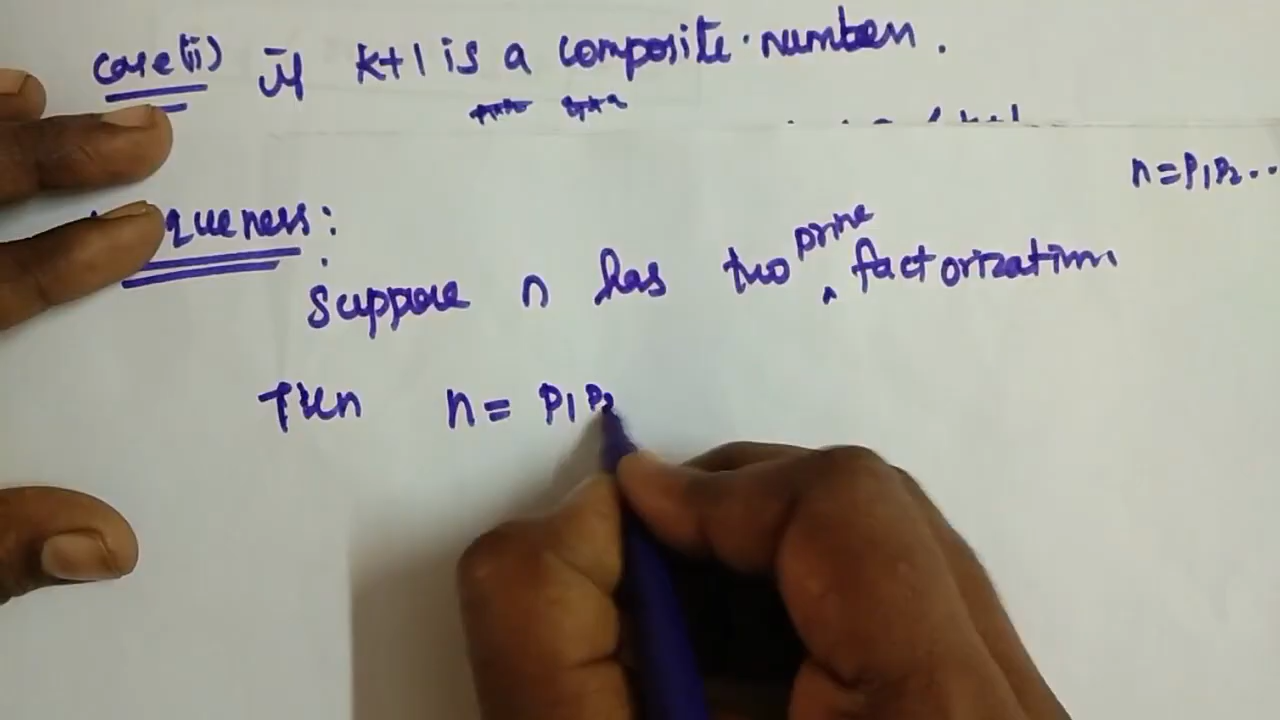 case(ii) if k+1 is a composite number.
n=P1P2..
queness:
Suppose n has two prime factorization
Then n= P1P2